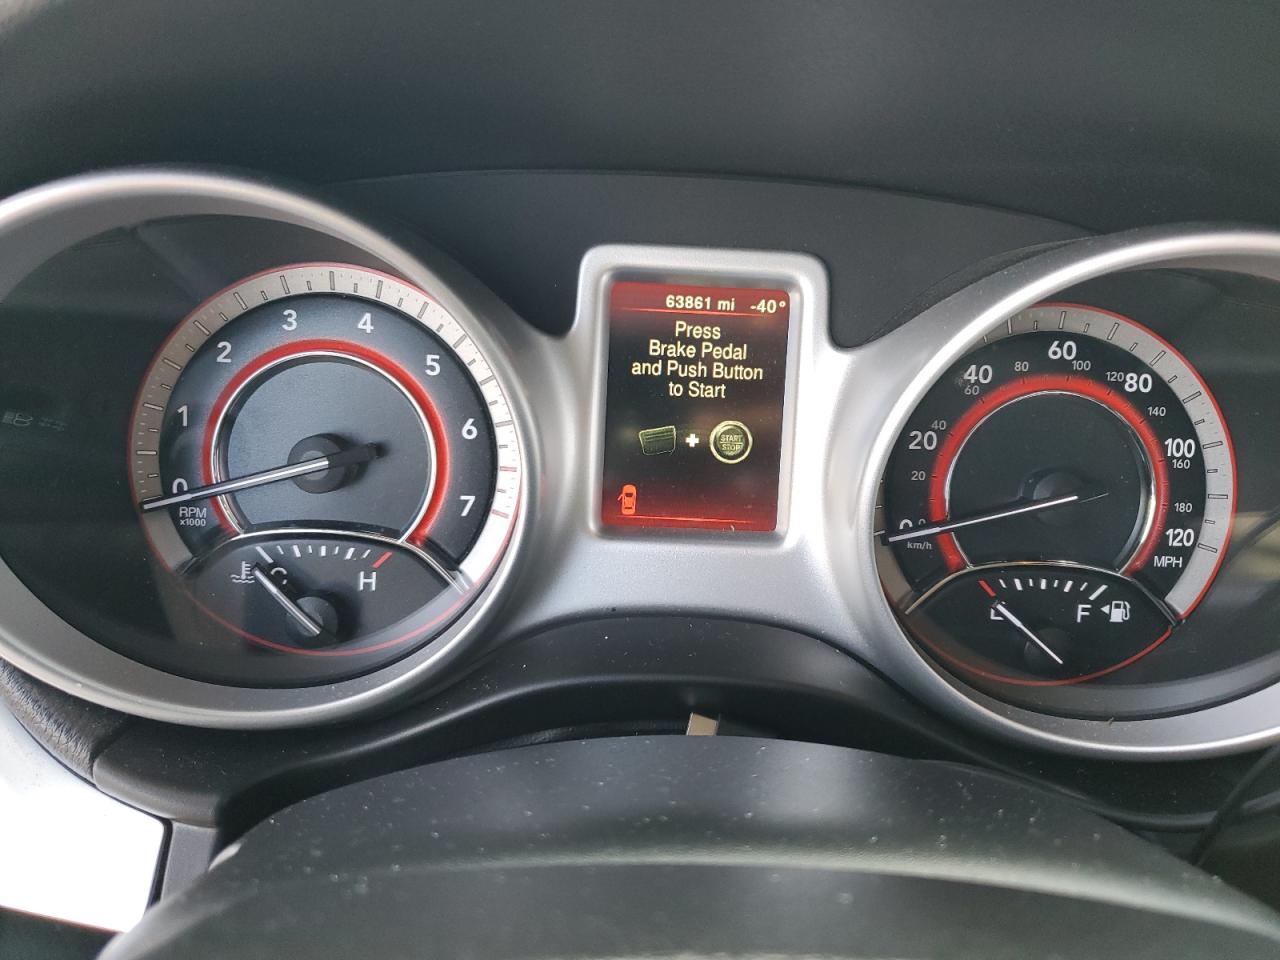 63861 mi -40°
Press
Brake Pedal
and Push Button
to Start
START
STOP
0
1
2
3
4
5
6
7
RPM
x1000
C
H
0
20
40
60
80
100
120
MPH
0
20
40
60
80
100
120
140
160
180
km/h
E
F